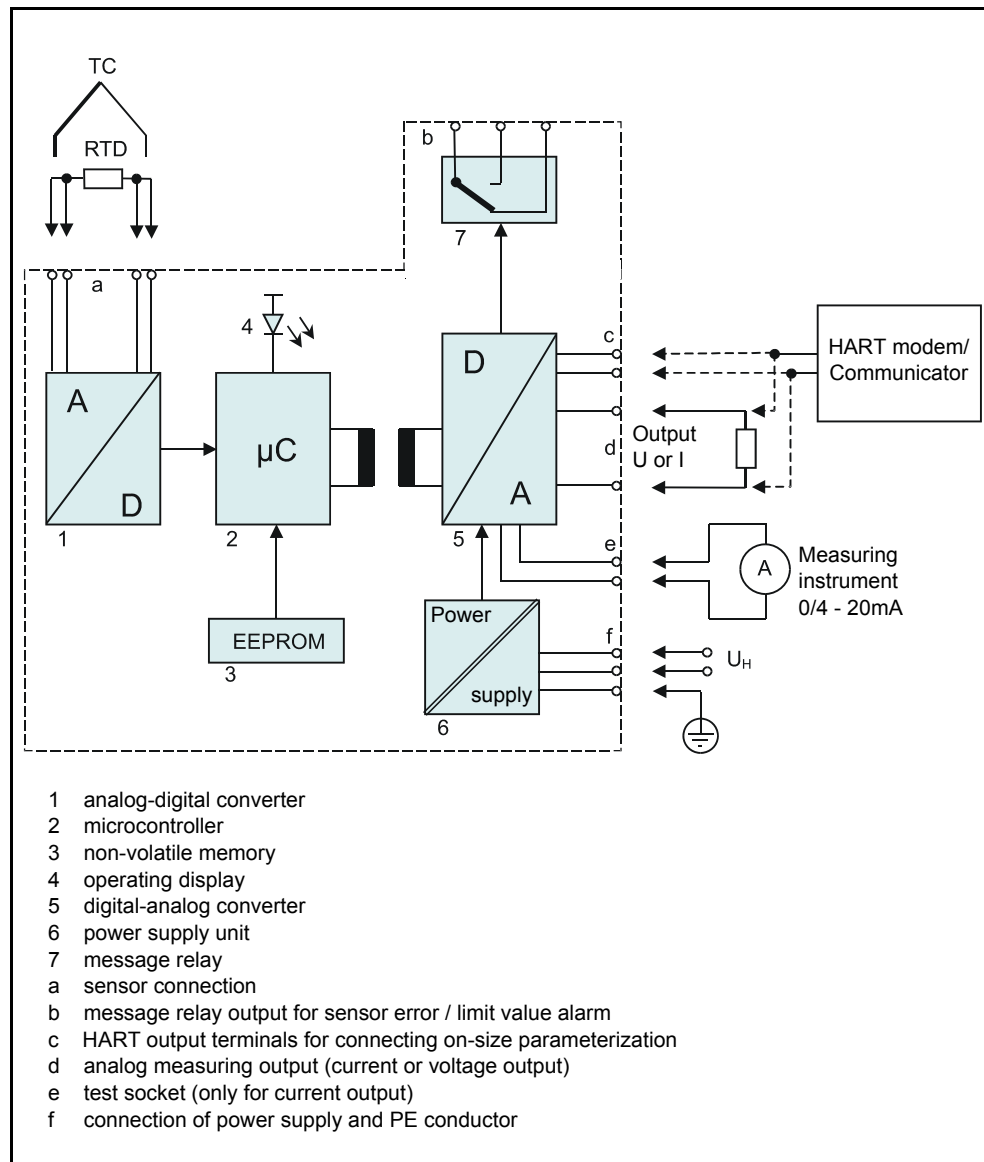 TC
RTD
a
b
7
4
A
D
1
µC
2
EEPROM
3
D
A
5
Power
supply
6
c
d
e
f
HART modem/
Communicator
Output
U or I
A
Measuring
instrument
0/4 - 20mA
UH
1 analog-digital converter
2 microcontroller
3 non-volatile memory
4 operating display
5 digital-analog converter
6 power supply unit
7 message relay
a sensor connection
b message relay output for sensor error / limit value alarm
c HART output terminals for connecting on-size parameterization
d analog measuring output (current or voltage output)
e test socket (only for current output)
f connection of power supply and PE conductor